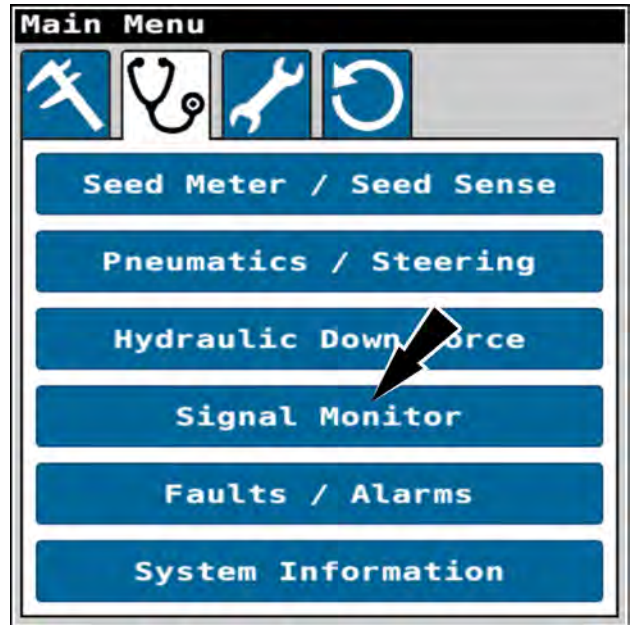 Main Menu
Seed Meter / Seed Sense
Pneumatics / Steering
Hydraulic Down Force
Signal Monitor
Faults / Alarms
System Information